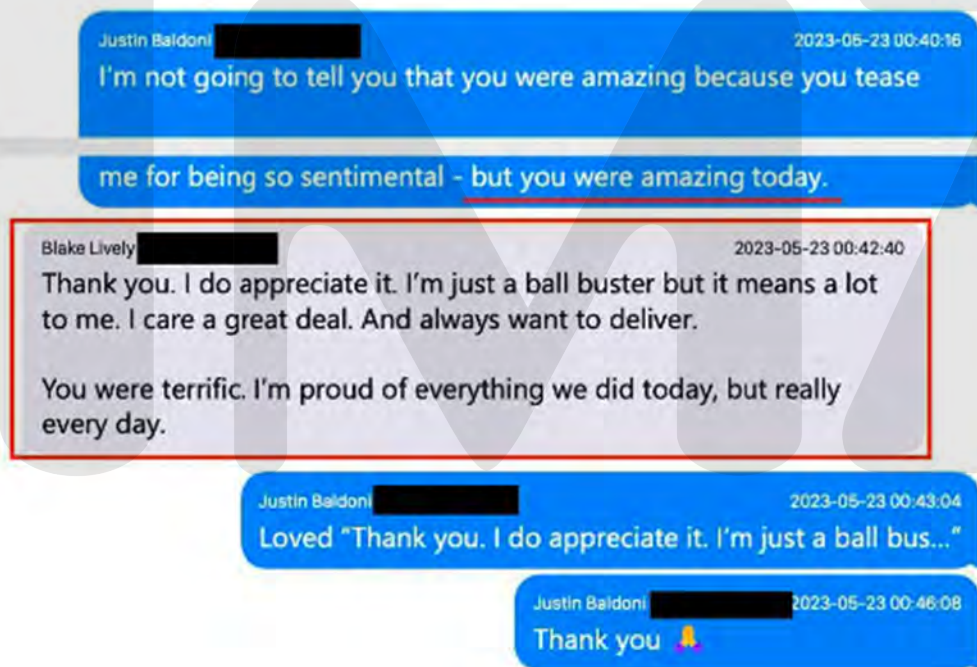 Justin Baldoni 2023-05-23 00:40:16
I'm not going to tell you that you were amazing because you tease
me for being so sentimental - but you were amazing today.
Blake Lively 2023-05-23 00:42:40
Thank you. I do appreciate it. I'm just a ball buster but it means a lot
to me. I care a great deal. And always want to deliver.
You were terrific. I'm proud of everything we did today, but really
every day.
Justin Baldoni 2023-05-23 00:43:04
Loved "Thank you. I do appreciate it. I'm just a ball bus..."
Justin Baldoni 2023-05-23 00:46:08
Thank you 🙏